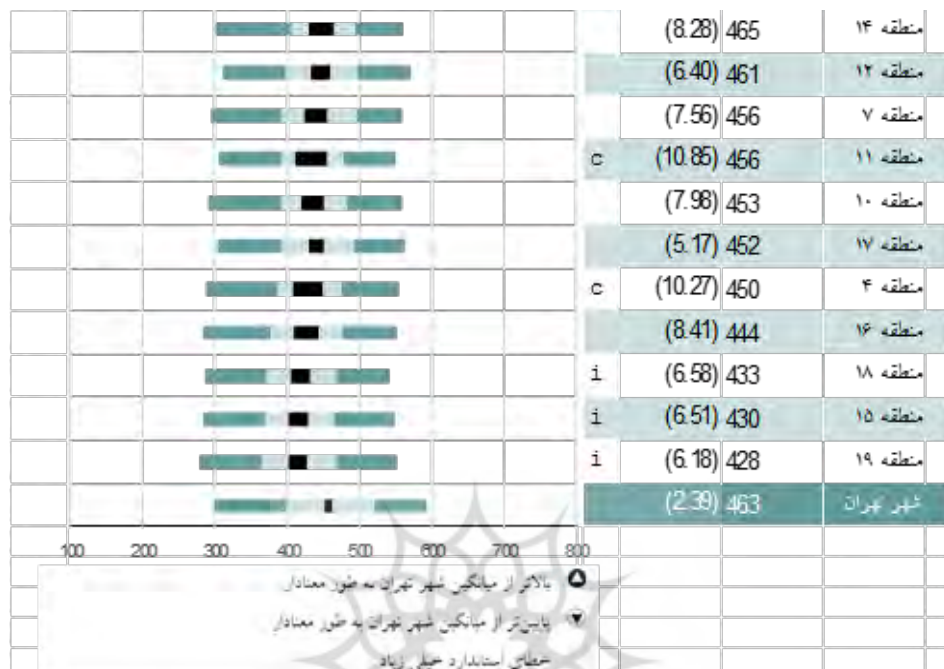 منطقه ۱۴ 465 (8.28)
منطقه ۱۲ 461 (6.40)
منطقه ۷ 456 (7.56)
منطقه ۱۱ 456 (10.85) c
منطقه ۱۰ 453 (7.98)
منطقه ۱۷ 452 (5.17)
منطقه ۴ 450 (10.27) c
منطقه ۱۶ 444 (8.41)
منطقه ۱۸ 433 (6.58) i
منطقه ۱۵ 430 (6.51) i
منطقه ۱۹ 428 (6.18) i
شهر تهران 463 (2.39)
100 200 300 400 500 600 700 800
بالاتر از میانگین شهر تهران به طور معنادار
پایین‌تر از میانگین شهر تهران به طور معنادار
خطای استاندارد خیلی زیاد